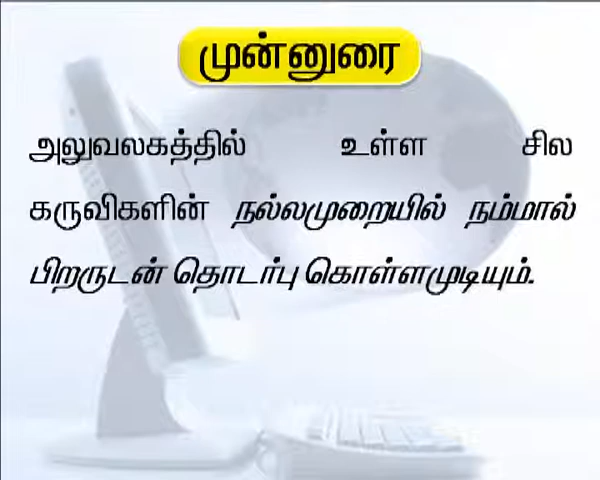 முன்னுரை
அலுவலகத்தில் உள்ள சில
கருவிகளின் நல்லமுறையில் நம்மால்
பிறருடன் தொடர்பு கொள்ளமுடியும்.